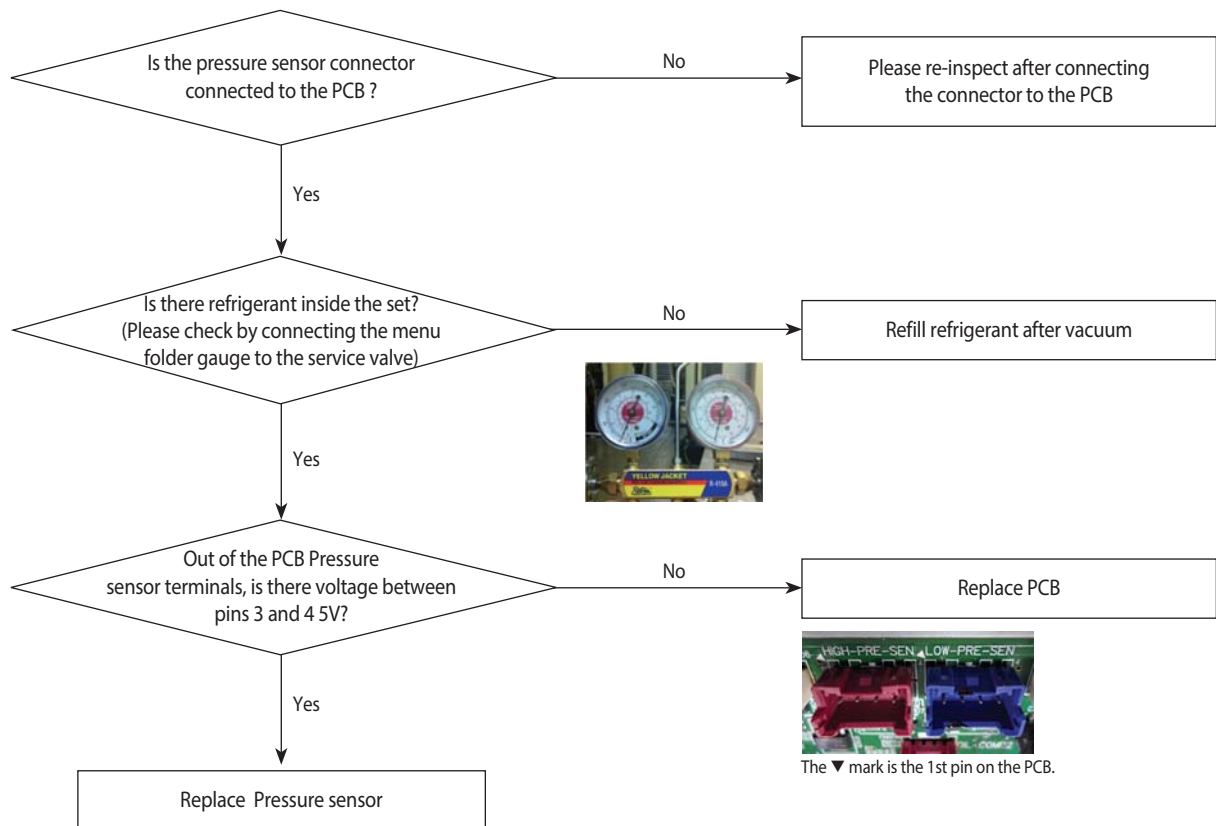 Is the pressure sensor connector
connected to the PCB ?
No
Please re-inspect after connecting
the connector to the PCB
Yes
Is there refrigerant inside the set?
(Please check by connecting the menu
folder gauge to the service valve)
No
Refill refrigerant after vacuum
YELLOW JACKET
Yes
Out of the PCB Pressure
sensor terminals, is there voltage between
pins 3 and 4 5V?
No
Replace PCB
HIGH-PRE-SEN
LOW-PRE-SEN
Yes
The ▼ mark is the 1st pin on the PCB.
Replace Pressure sensor